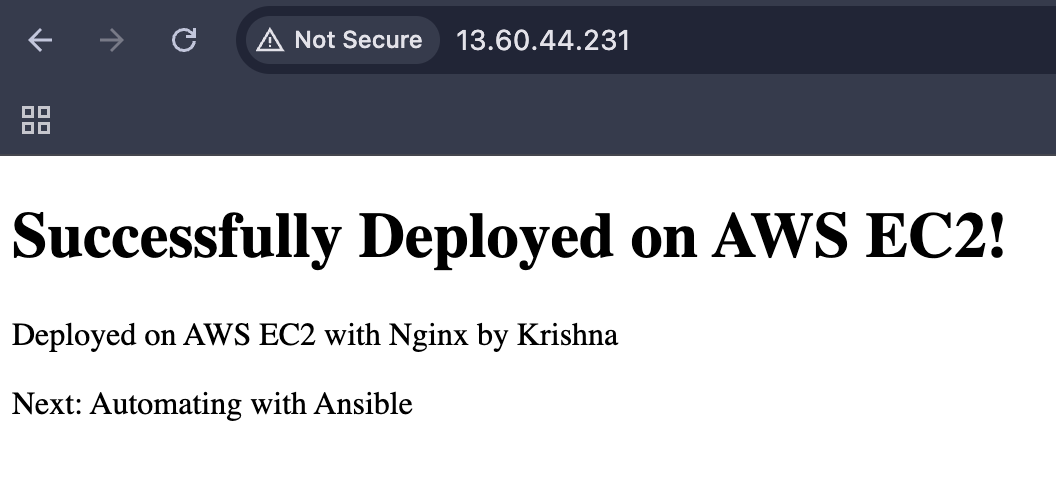 Not Secure 13.60.44.231
Successfully Deployed on AWS EC2!
Deployed on AWS EC2 with Nginx by Krishna
Next: Automating with Ansible